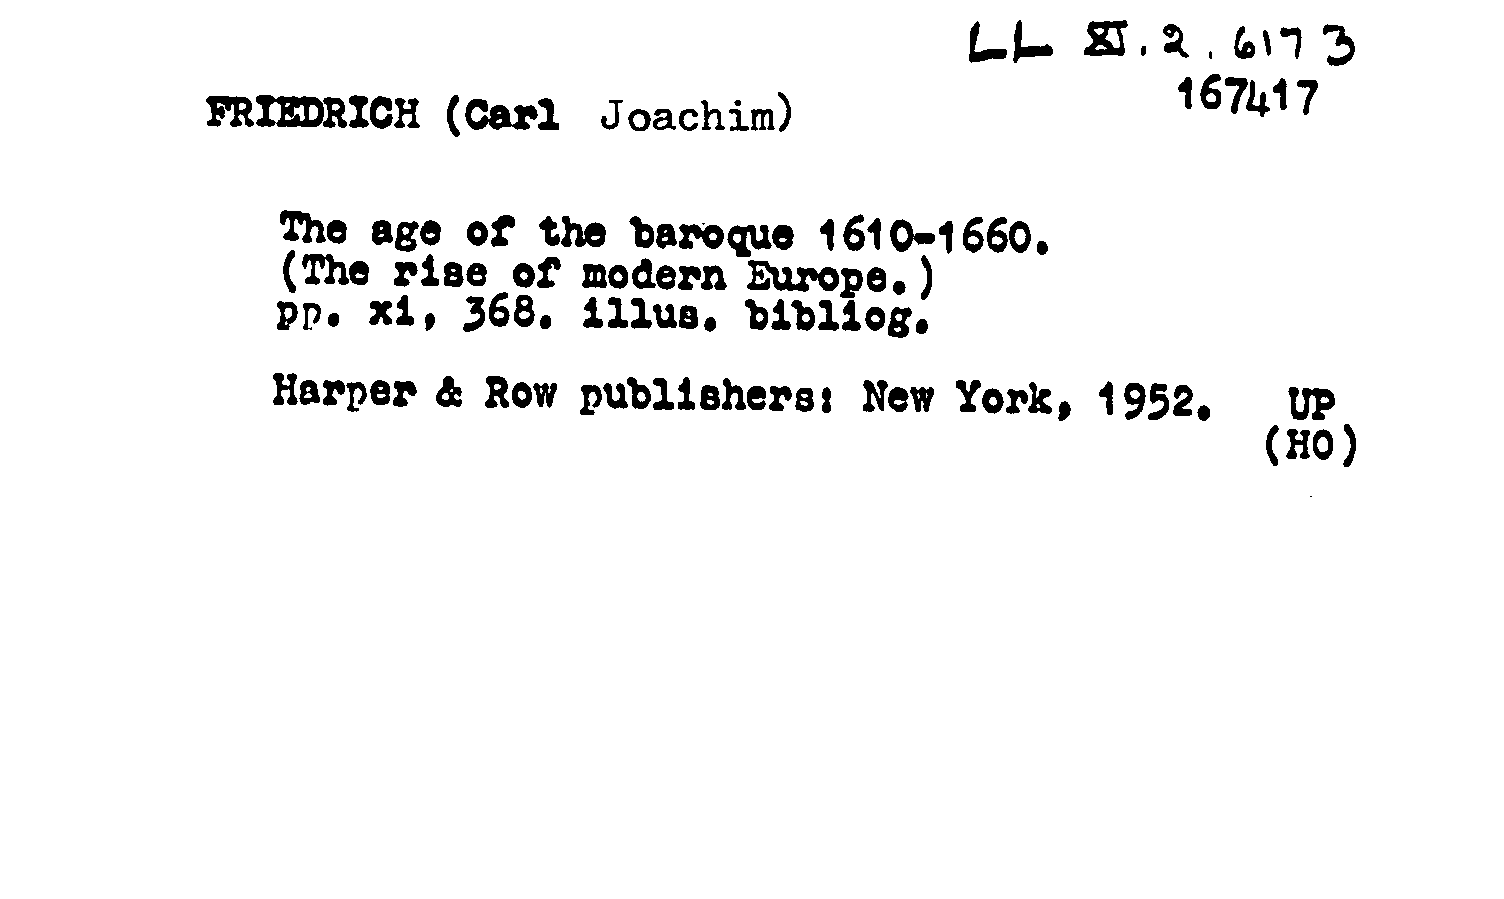 LL XI.2.6173
167417
FRIEDRICH (Carl Joachim)
The age of the baroque 1610-1660.
(The rise of modern Europe.)
pp. xi, 368. illus. bibliog.
Harper & Row publishers: New York, 1952. UP
(HO)